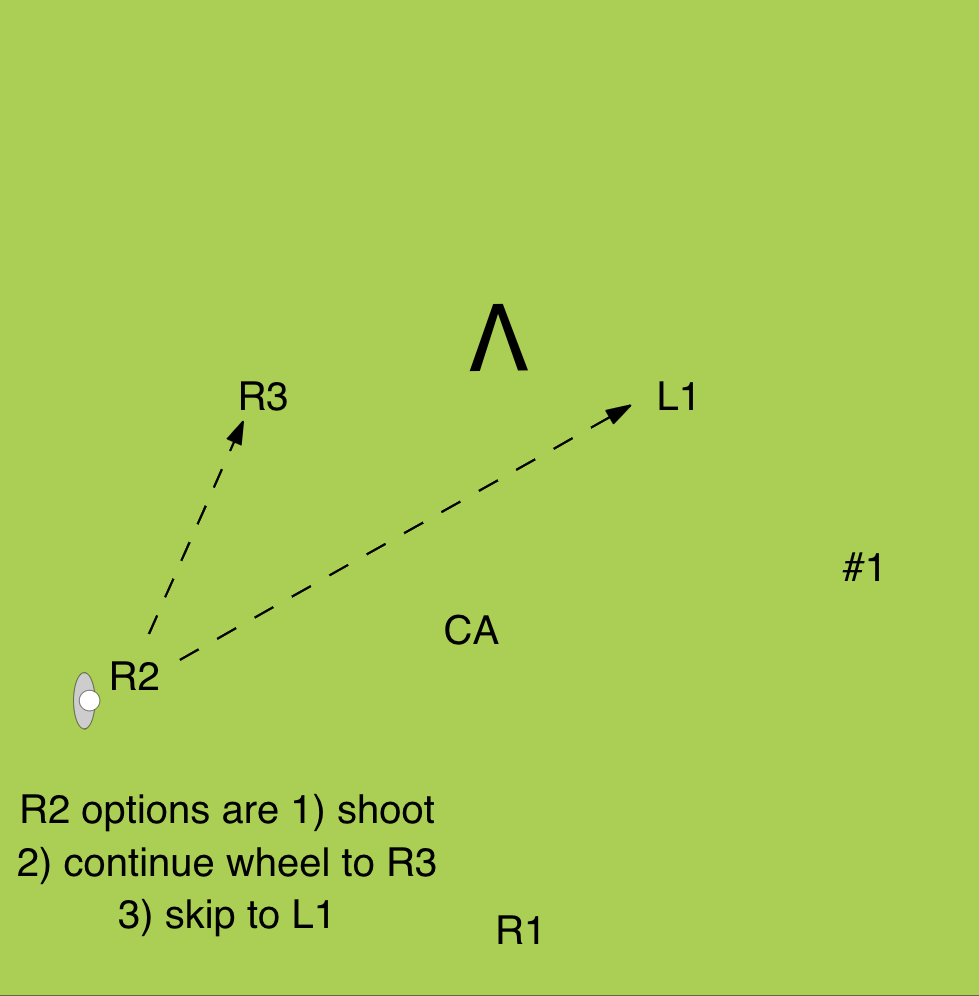 Λ
R3
L1
#1
CA
R2
R2 options are 1) shoot
2) continue wheel to R3
3) skip to L1
R1